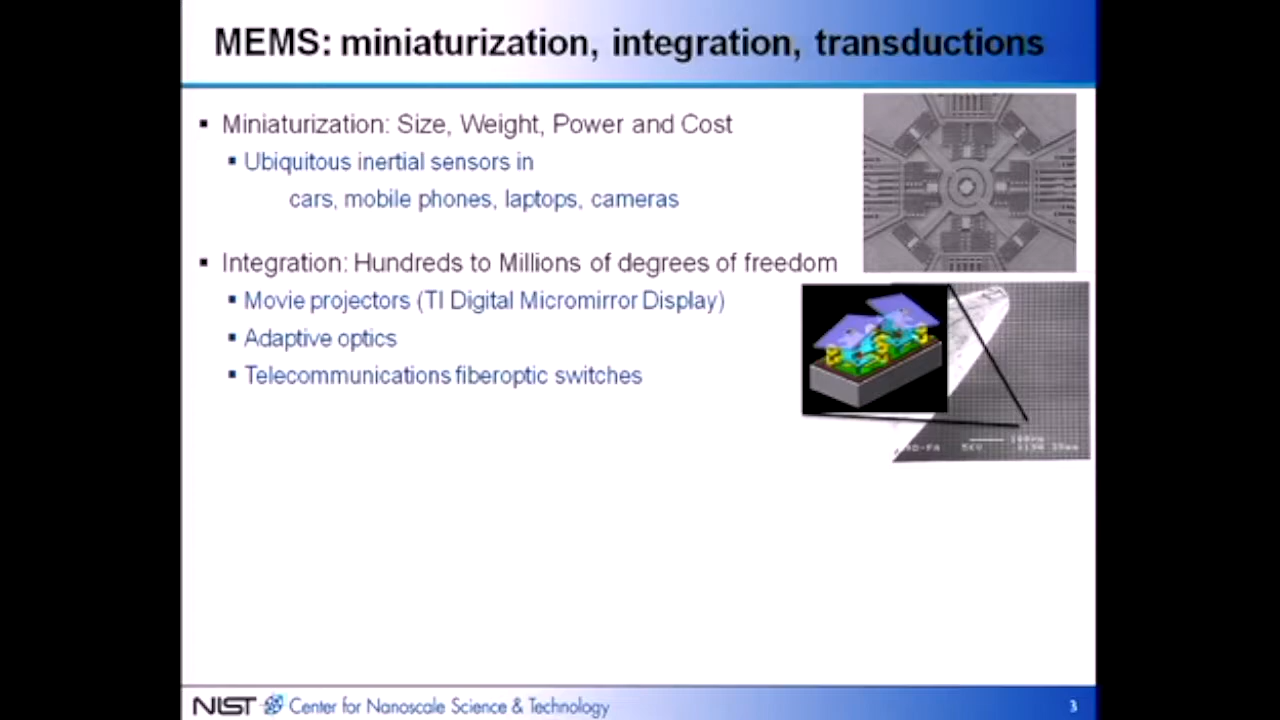 MEMS: miniaturization, integration, transductions
▪ Miniaturization: Size, Weight, Power and Cost
▪ Ubiquitous inertial sensors in
cars, mobile phones, laptops, cameras
▪ Integration: Hundreds to Millions of degrees of freedom
▪ Movie projectors (TI Digital Micromirror Display)
▪ Adaptive optics
▪ Telecommunications fiberoptic switches
5KV
NIST Center for Nanoscale Science & Technology
3